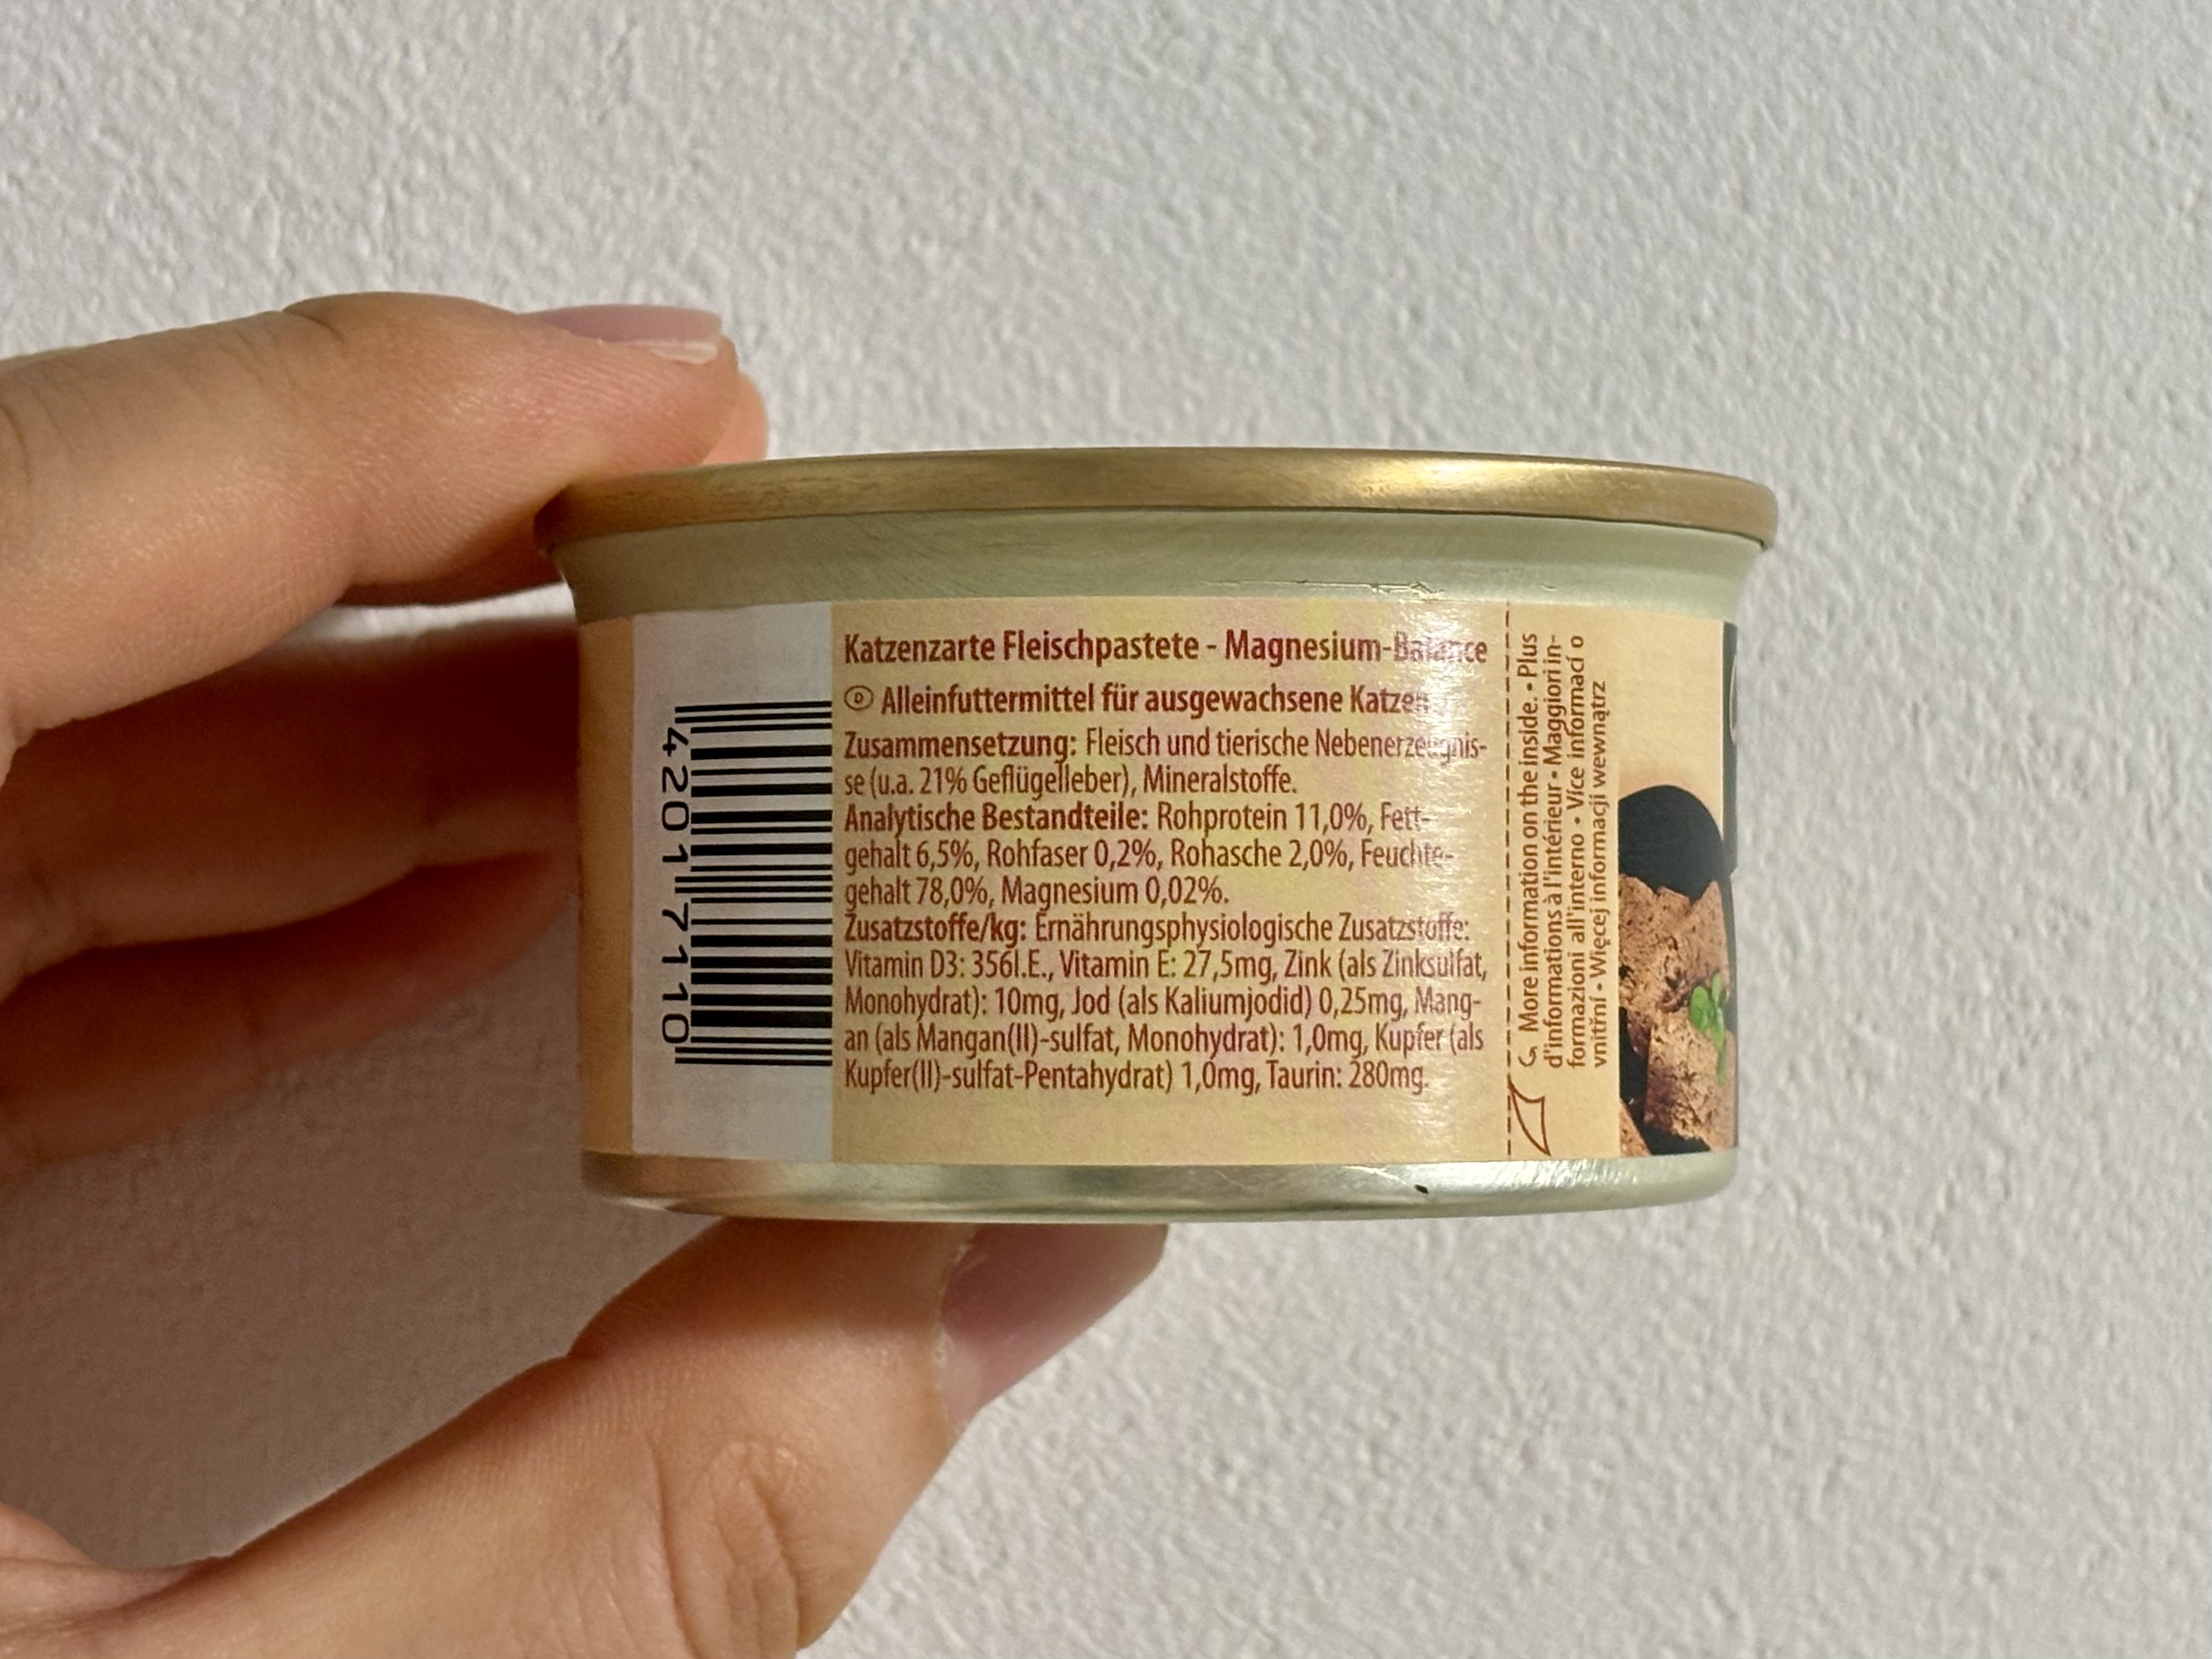 42017110
Katzenzarte Fleischpastete - Magnesium-Balance
D Alleinfuttermittel für ausgewachsene Katzen
Zusammensetzung: Fleisch und tierische Nebenerzeugnis-
se (u.a. 21% Geflügelleber), Mineralstoffe.
Analytische Bestandteile: Rohprotein 11,0%, Fett-
gehalt 6,5%, Rohfaser 0,2%, Rohasche 2,0%, Feuchte-
gehalt 78,0%, Magnesium 0,02%.
Zusatzstoffe/kg: Ernährungsphysiologische Zusatzstoffe:
Vitamin D3: 356I.E., Vitamin E: 27,5mg, Zink (als Zinksulfat,
Monohydrat): 10mg, Jod (als Kaliumjodid) 0,25mg, Mang-
an (als Mangan(II)-sulfat, Monohydrat): 1,0mg, Kupfer (als
Kupfer(II)-sulfat-Pentahydrat) 1,0mg, Taurin: 280mg.
More information on the inside. • Plus
d'informations à l'intérieur • Maggiori in-
formazioni all'interno • Více informací o
vnitřní • Więcej informacji wewnątrz